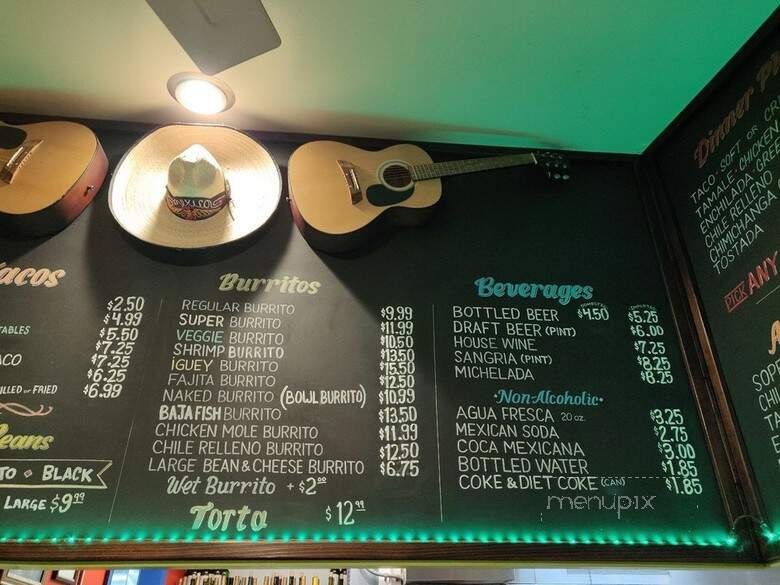 acos
$2.50
$4.99
TABLES
$5.50
$7.25
ACO
$7.25
$6.25
ILLED or FRIED
$6.99
eans
TO ◆ BLACK
LARGE $9.99
Burritos
REGULAR BURRITO $9.99
SUPER BURRITO $11.99
VEGGIE BURRITO $10.50
SHRIMP BURRITO $13.50
IGUEY BURRITO $15.50
FAJITA BURRITO $12.50
NAKED BURRITO (BOWL BURRITO) $10.99
BAJA FISH BURRITO $13.50
CHICKEN MOLE BURRITO $11.99
CHILE RELLENO BURRITO $12.50
LARGE BEAN & CHEESE BURRITO $6.75
Wet Burrito + $2.00
Torta $12.99
Beverages
BOTTLED BEER DOMESTIC $4.50 IMPORTED $5.25
DRAFT BEER (PINT) $6.00
HOUSE WINE $7.25
SANGRIA (PINT) $8.25
MICHELADA $8.25
•Non Alcoholic•
AGUA FRESCA 20 oz. $3.25
MEXICAN SODA $2.75
COCA MEXICANA $3.00
BOTTLED WATER $1.85
COKE & DIET COKE (CAN) $1.85
menupix
Dinner
TACO - SOFT or
TAMALE - CHICKEN
ENCHILADA - GREE
CHILE RELLENO
CHIMICHANGA
TOSTADA
PICK ANY
SOPE
CHI
TA